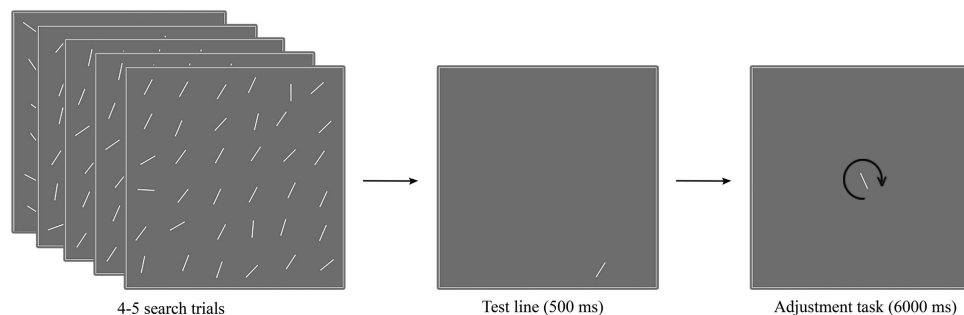 4-5 search trials
Test line (500 ms)
Adjustment task (6000 ms)